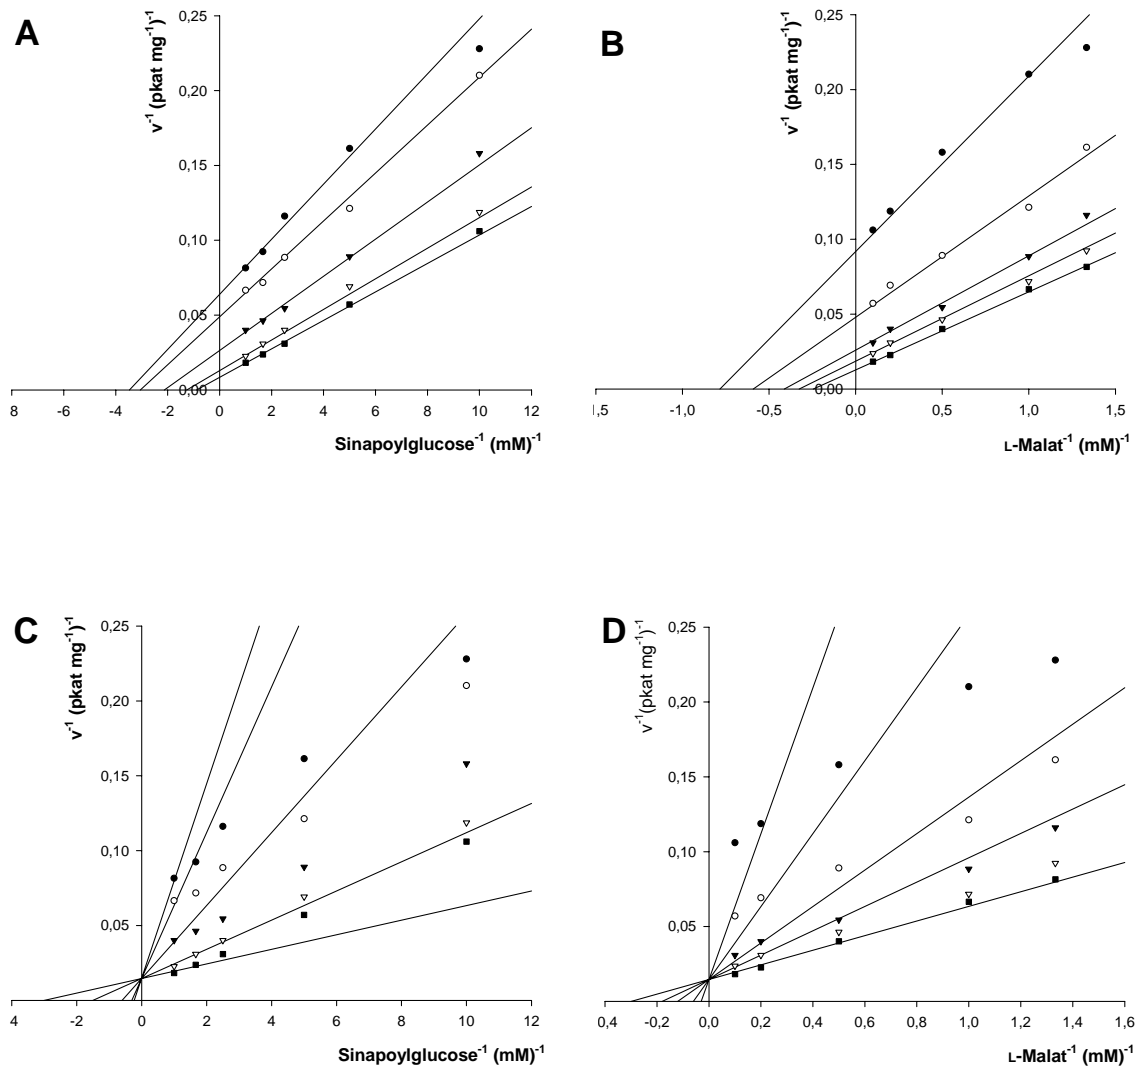 A
v⁻¹ (pkat mg⁻¹)⁻¹
0,25
0,20
0,15
0,10
0,05
0,00
8 -6 -4 -2 0 2 4 6 8 10 12
Sinapoylglucose⁻¹ (mM)⁻¹
B
v⁻¹ (pkat mg⁻¹)⁻¹
0,25
0,20
0,15
0,10
0,05
0,00
1,5 -1,0 -0,5 0,0 0,5 1,0 1,5
L-Malat⁻¹ (mM)⁻¹
C
v⁻¹ (pkat mg⁻¹)⁻¹
0,25
0,20
0,15
0,10
0,05
4 -2 0 2 4 6 8 10 12
Sinapoylglucose⁻¹ (mM)⁻¹
D
v⁻¹(pkat mg⁻¹)⁻¹
0,25
0,20
0,15
0,10
0,05
0,4 -0,2 0,0 0,2 0,4 0,6 0,8 1,0 1,2 1,4 1,6
L-Malat⁻¹ (mM)⁻¹